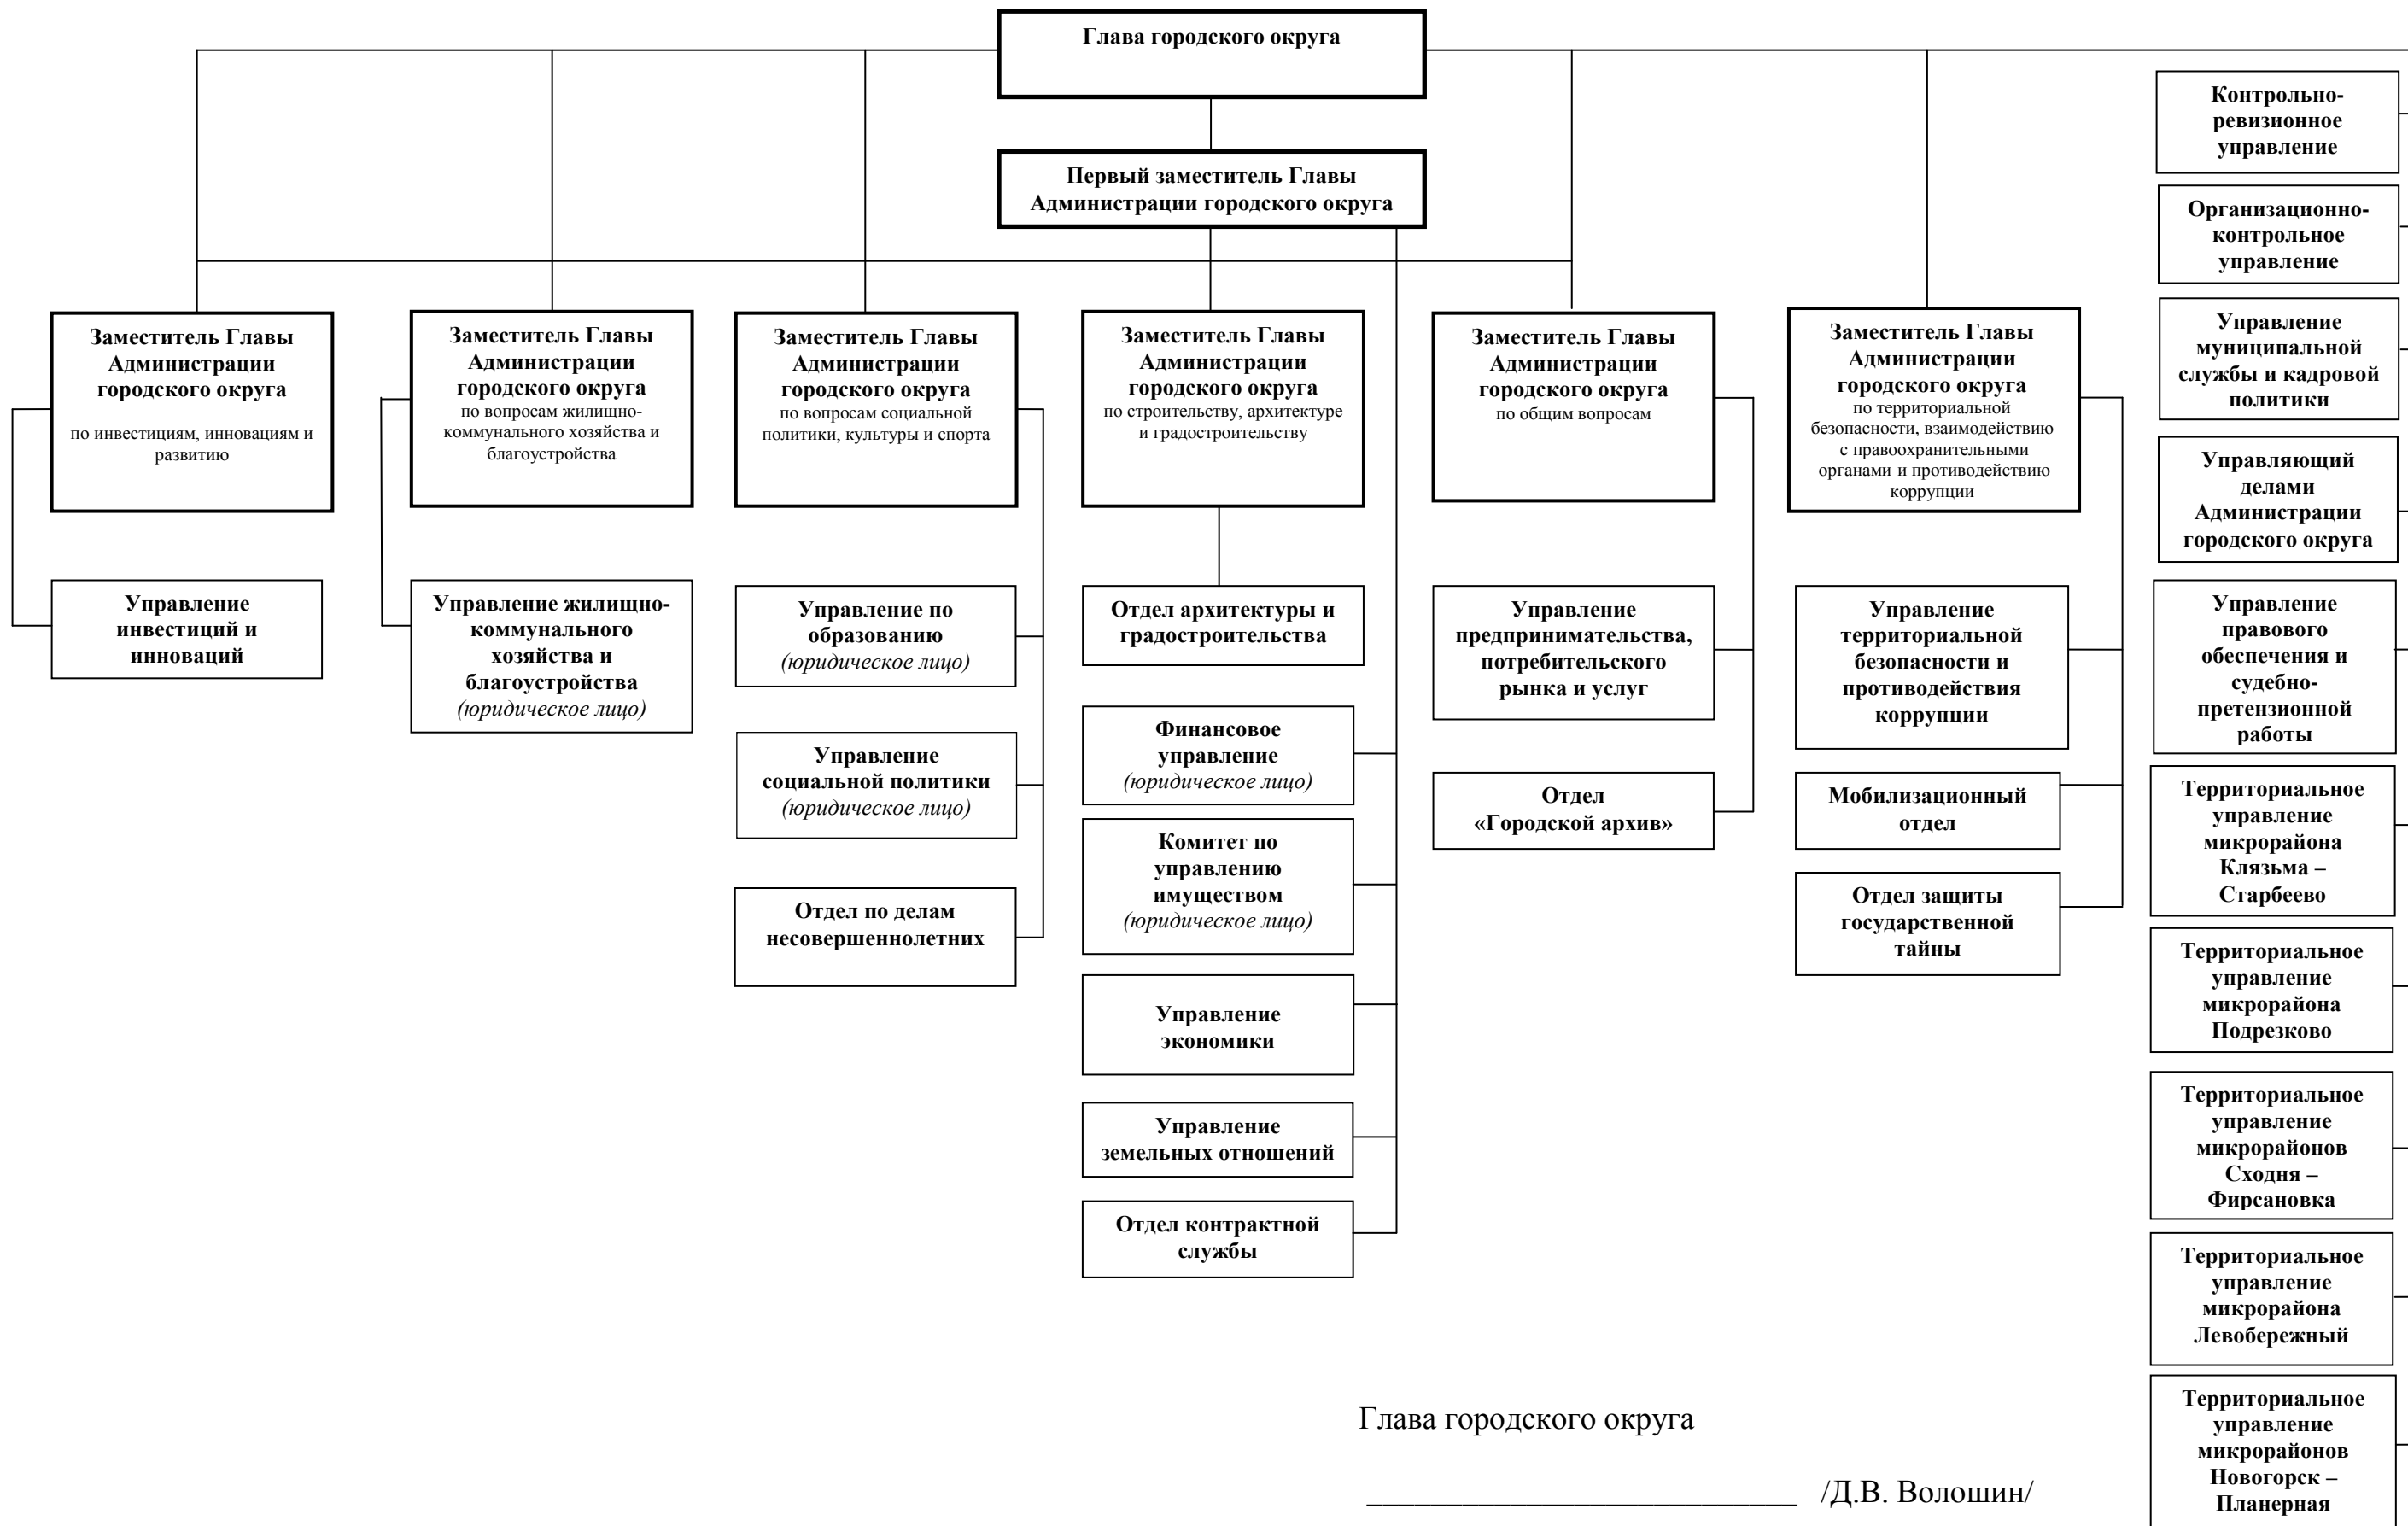 Глава городского округа
Первый заместитель Главы
Администрации городского округа
Заместитель Главы
Администрации
городского округа
по инвестициям, инновациям и
развитию
Управление
инвестиций и
инноваций
Заместитель Главы
Администрации
городского округа
по вопросам жилищно-
коммунального хозяйства и
благоустройства
Управление жилищно-
коммунального
хозяйства и
благоустройства
(юридическое лицо)
Заместитель Главы
Администрации
городского округа
по вопросам социальной
политики, культуры и спорта
Управление по
образованию
(юридическое лицо)
Управление
социальной политики
(юридическое лицо)
Отдел по делам
несовершеннолетних
Заместитель Главы
Администрации
городского округа
по строительству, архитектуре
и градостроительству
Отдел архитектуры и
градостроительства
Финансовое
управление
(юридическое лицо)
Комитет по
управлению
имуществом
(юридическое лицо)
Управление
экономики
Управление
земельных отношений
Отдел контрактной
службы
Заместитель Главы
Администрации
городского округа
по общим вопросам
Управление
предпринимательства,
потребительского
рынка и услуг
Отдел
«Городской архив»
Заместитель Главы
Администрации
городского округа
по территориальной
безопасности, взаимодействию
с правоохранительными
органами и противодействию
коррупции
Управление
территориальной
безопасности и
противодействия
коррупции
Мобилизационный
отдел
Отдел защиты
государственной
тайны
Контрольно-
ревизионное
управление
Организационно-
контрольное
управление
Управление
муниципальной
службы и кадровой
политики
Управляющий
делами
Администрации
городского округа
Управление
правового
обеспечения и
судебно-
претензионной
работы
Территориальное
управление
микрорайона
Клязьма –
Старбеево
Территориальное
управление
микрорайона
Подрезково
Территориальное
управление
микрорайонов
Сходня –
Фирсановка
Территориальное
управление
микрорайона
Левобережный
Территориальное
управление
микрорайонов
Новогорск –
Планерная
Глава городского округа
___________________________ /Д.В. Волошин/